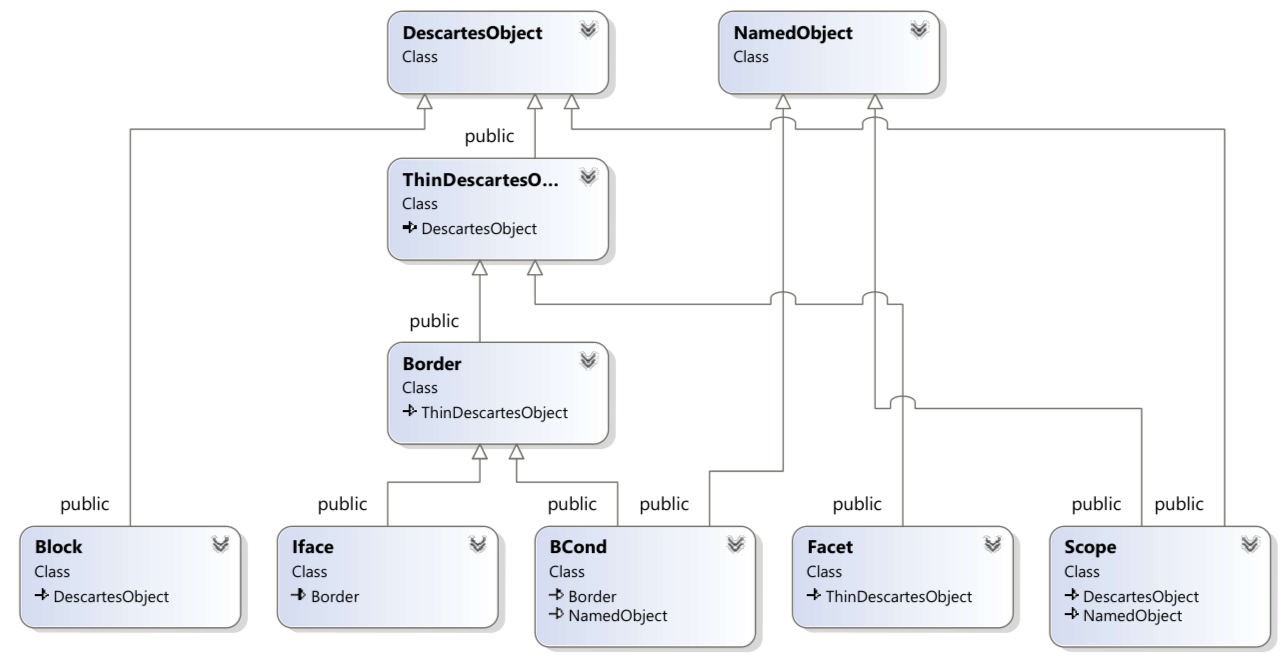 DescartesObject
Class
NamedObject
Class
public
ThinDescartesO...
Class
DescartesObject
public
Border
Class
ThinDescartesObject
public
public
public
public
public
public
public
Block
Class
DescartesObject
Iface
Class
Border
BCond
Class
Border
NamedObject
Facet
Class
ThinDescartesObject
Scope
Class
DescartesObject
NamedObject